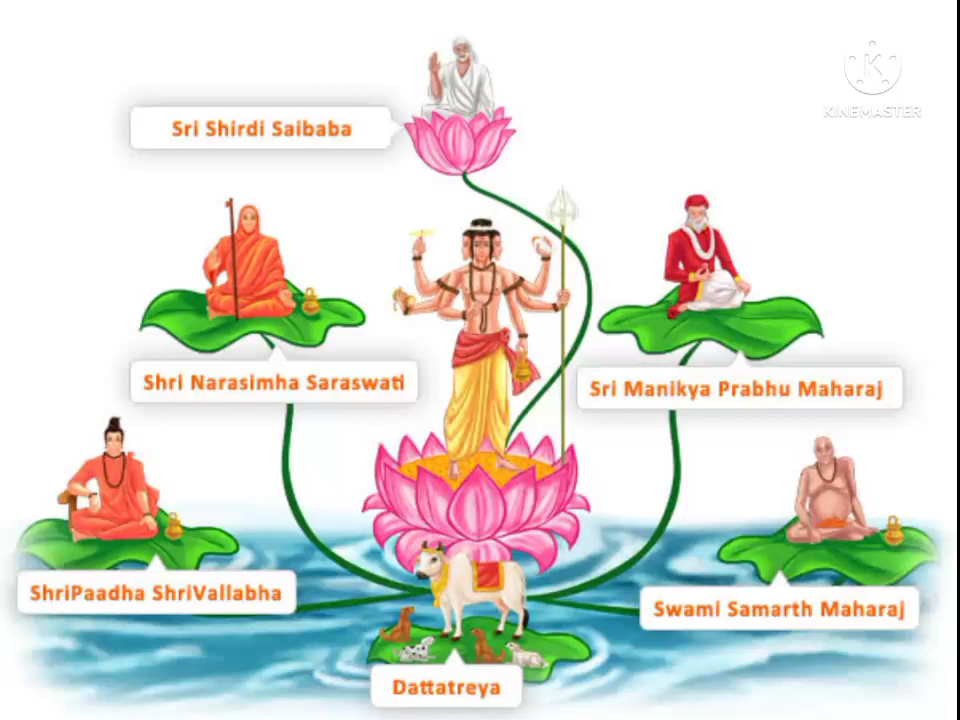 Sri Shirdi Saibaba
K
KINEMASTER
Shri Narasimha Saraswati
Sri Manikya Prabhu Maharaj
ShriPaadha ShriVallabha
Swami Samarth Maharaj
Dattatreya